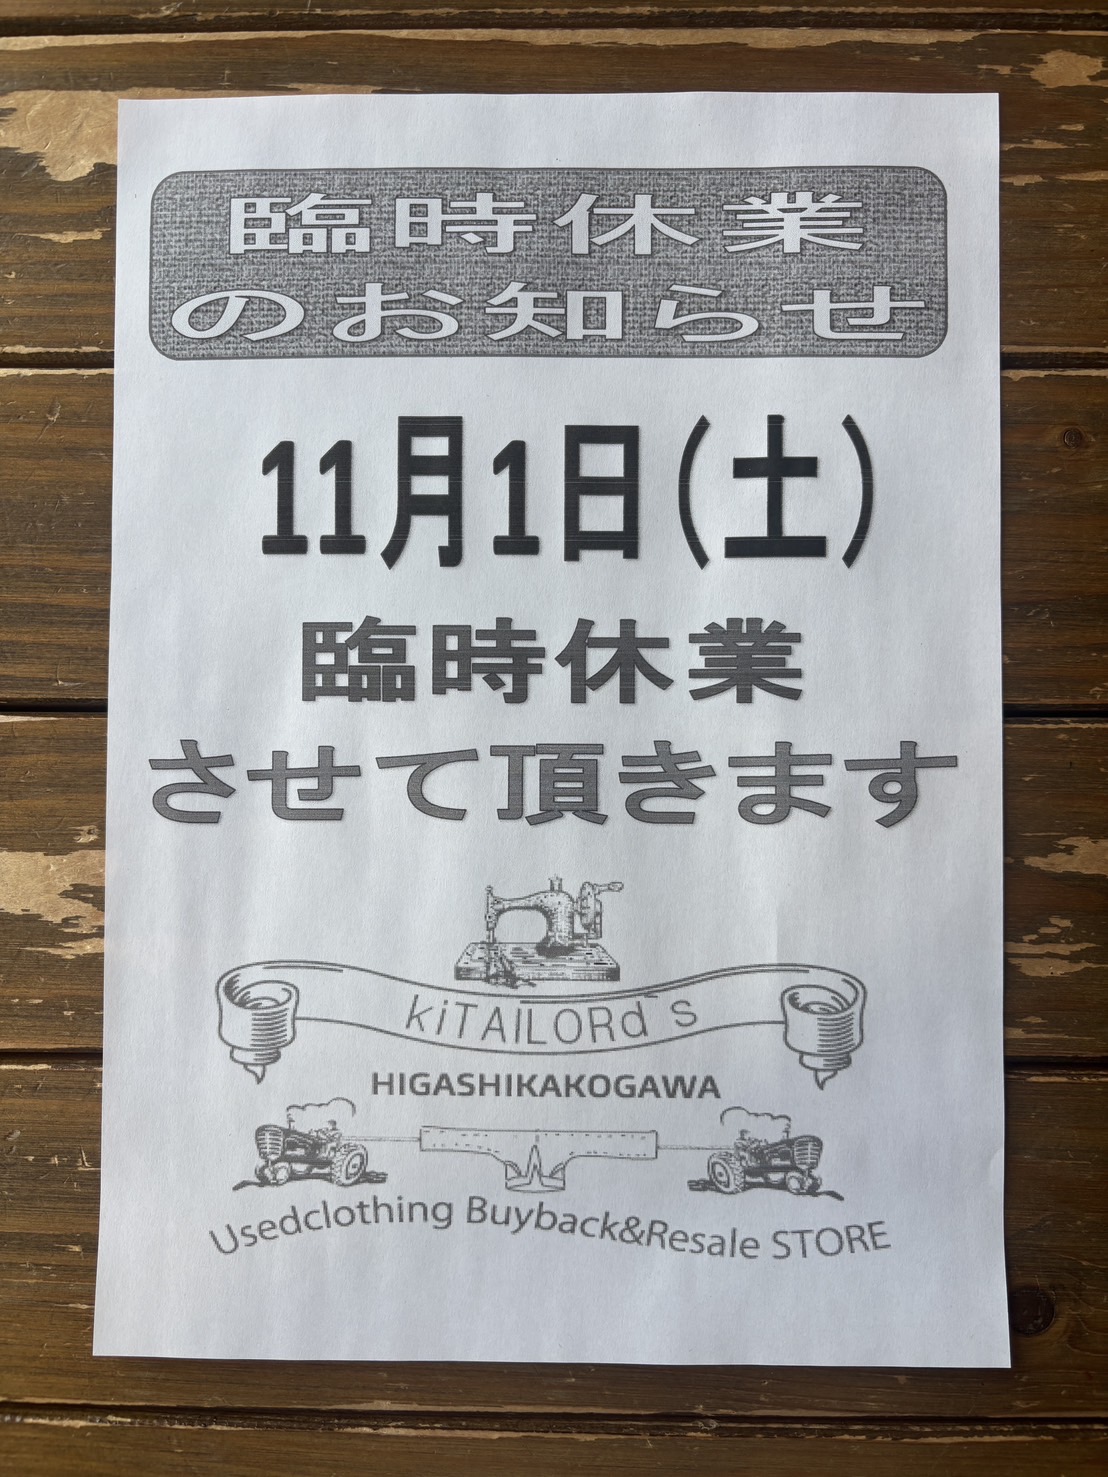 臨時休業
のお知らせ
11月1日(土)
臨時休業
させて頂きます
kiTAILORd`s
HIGASHIKAKOGAWA
Usedclothing Buyback&Resale STORE